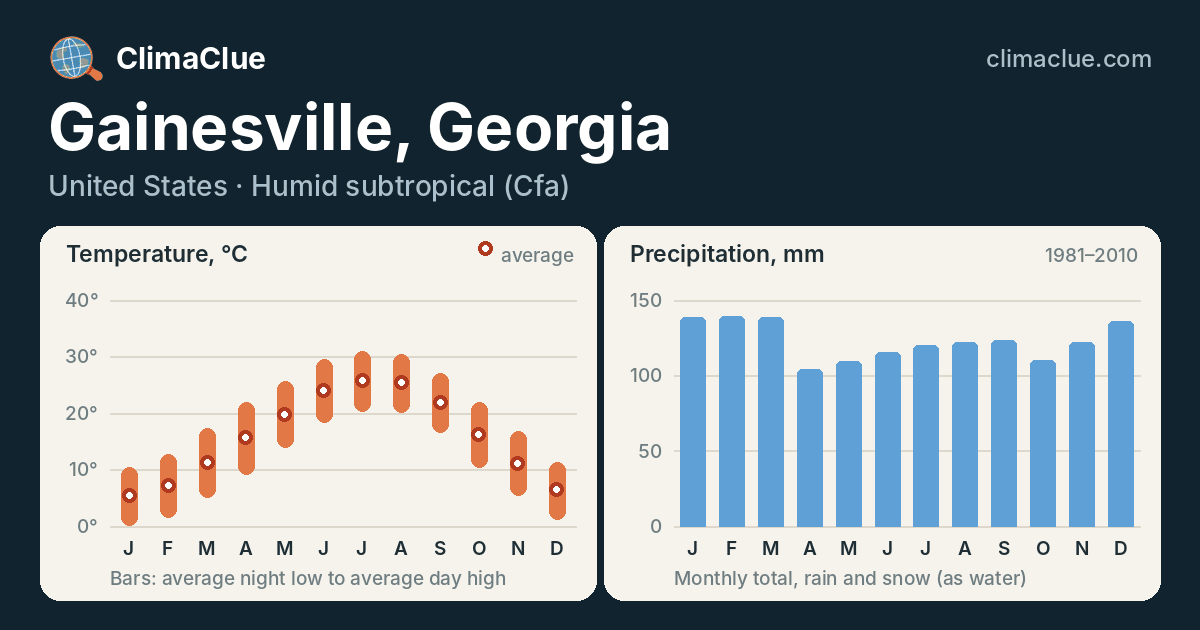 ClimaClue
climaclue.com
Gainesville, Georgia
United States · Humid subtropical (Cfa)
Temperature, °C
average
40°
30°
20°
10°
0°
J F M A M J J A S O N D
Bars: average night low to average day high
Precipitation, mm
1981–2010
150
100
50
0
J F M A M J J A S O N D
Monthly total, rain and snow (as water)